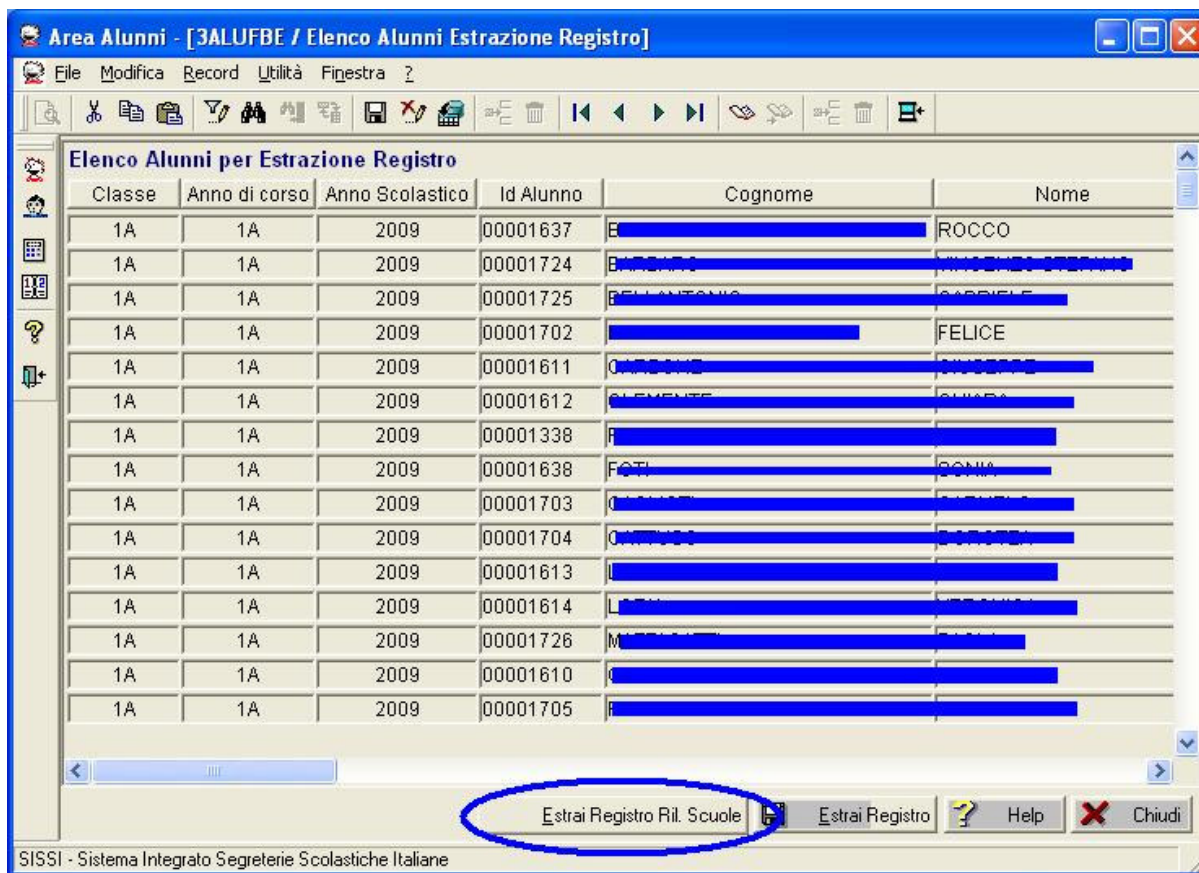 Area Alunni - [3ALUFBE / Elenco Alunni Estrazione Registro]
File Modifica Record Utilità Finestra ?
Elenco Alunni per Estrazione Registro
Classe Anno di corso Anno Scolastico Id Alunno Cognome Nome
1A 1A 2009 00001637 ROCCO
1A 1A 2009 00001724
1A 1A 2009 00001725
1A 1A 2009 00001702 FELICE
1A 1A 2009 00001611
1A 1A 2009 00001612
1A 1A 2009 00001338
1A 1A 2009 00001638
1A 1A 2009 00001703
1A 1A 2009 00001704
1A 1A 2009 00001613
1A 1A 2009 00001614
1A 1A 2009 00001726
1A 1A 2009 00001610
1A 1A 2009 00001705
Estrai Registro Ril. Scuole Estrai Registro Help Chiudi
SISSI - Sistema Integrato Segreterie Scolastiche Italiane